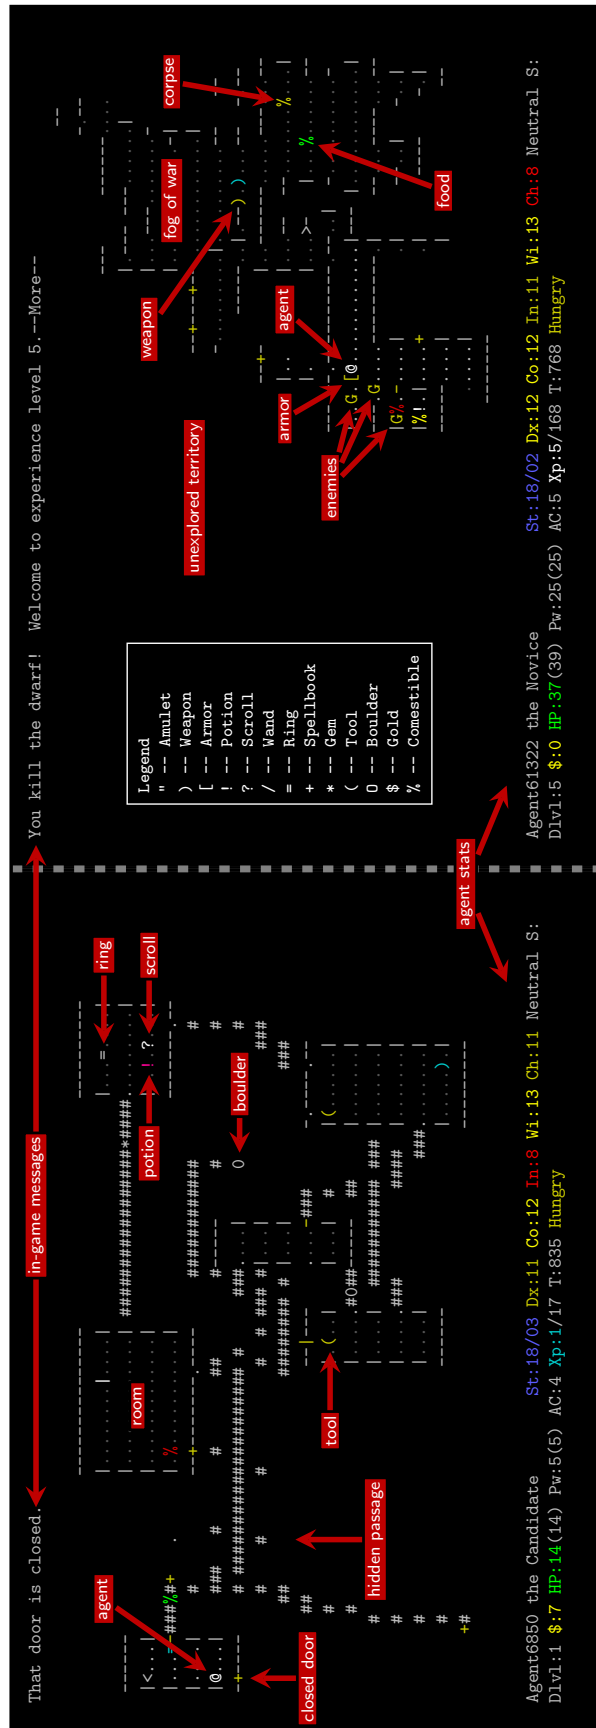 in-game messages
That door is closed.
ring
scroll
potion
boulder
room
agent
tool
hidden passage
closed door
agent stats
Agent6850 the Candidate St:18/03 Dx:11 Co:12 In:8 Wi:13 Ch:11 Neutral S:
Dlvl:1 $:7 HP:14(14) Pw:5(5) AC:4 Xp:1/17 T:835 Hungry
You kill the dwarf! Welcome to experience level 5.--More--
corpse
fog of war
weapon
unexplored territory
agent
armor
enemies
food
Legend
" -- Amulet
) -- Weapon
[ -- Armor
! -- Potion
? -- Scroll
/ -- Wand
= -- Ring
+ -- Spellbook
* -- Gem
( -- Tool
O -- Boulder
$ -- Gold
% -- Comestible
Agent61322 the Novice St:18/02 Dx:12 Co:12 In:11 Wi:13 Ch:8 Neutral S:
Dlvl:5 $:0 HP:37(39) Pw:25(25) AC:5 Xp:5/168 T:768 Hungry